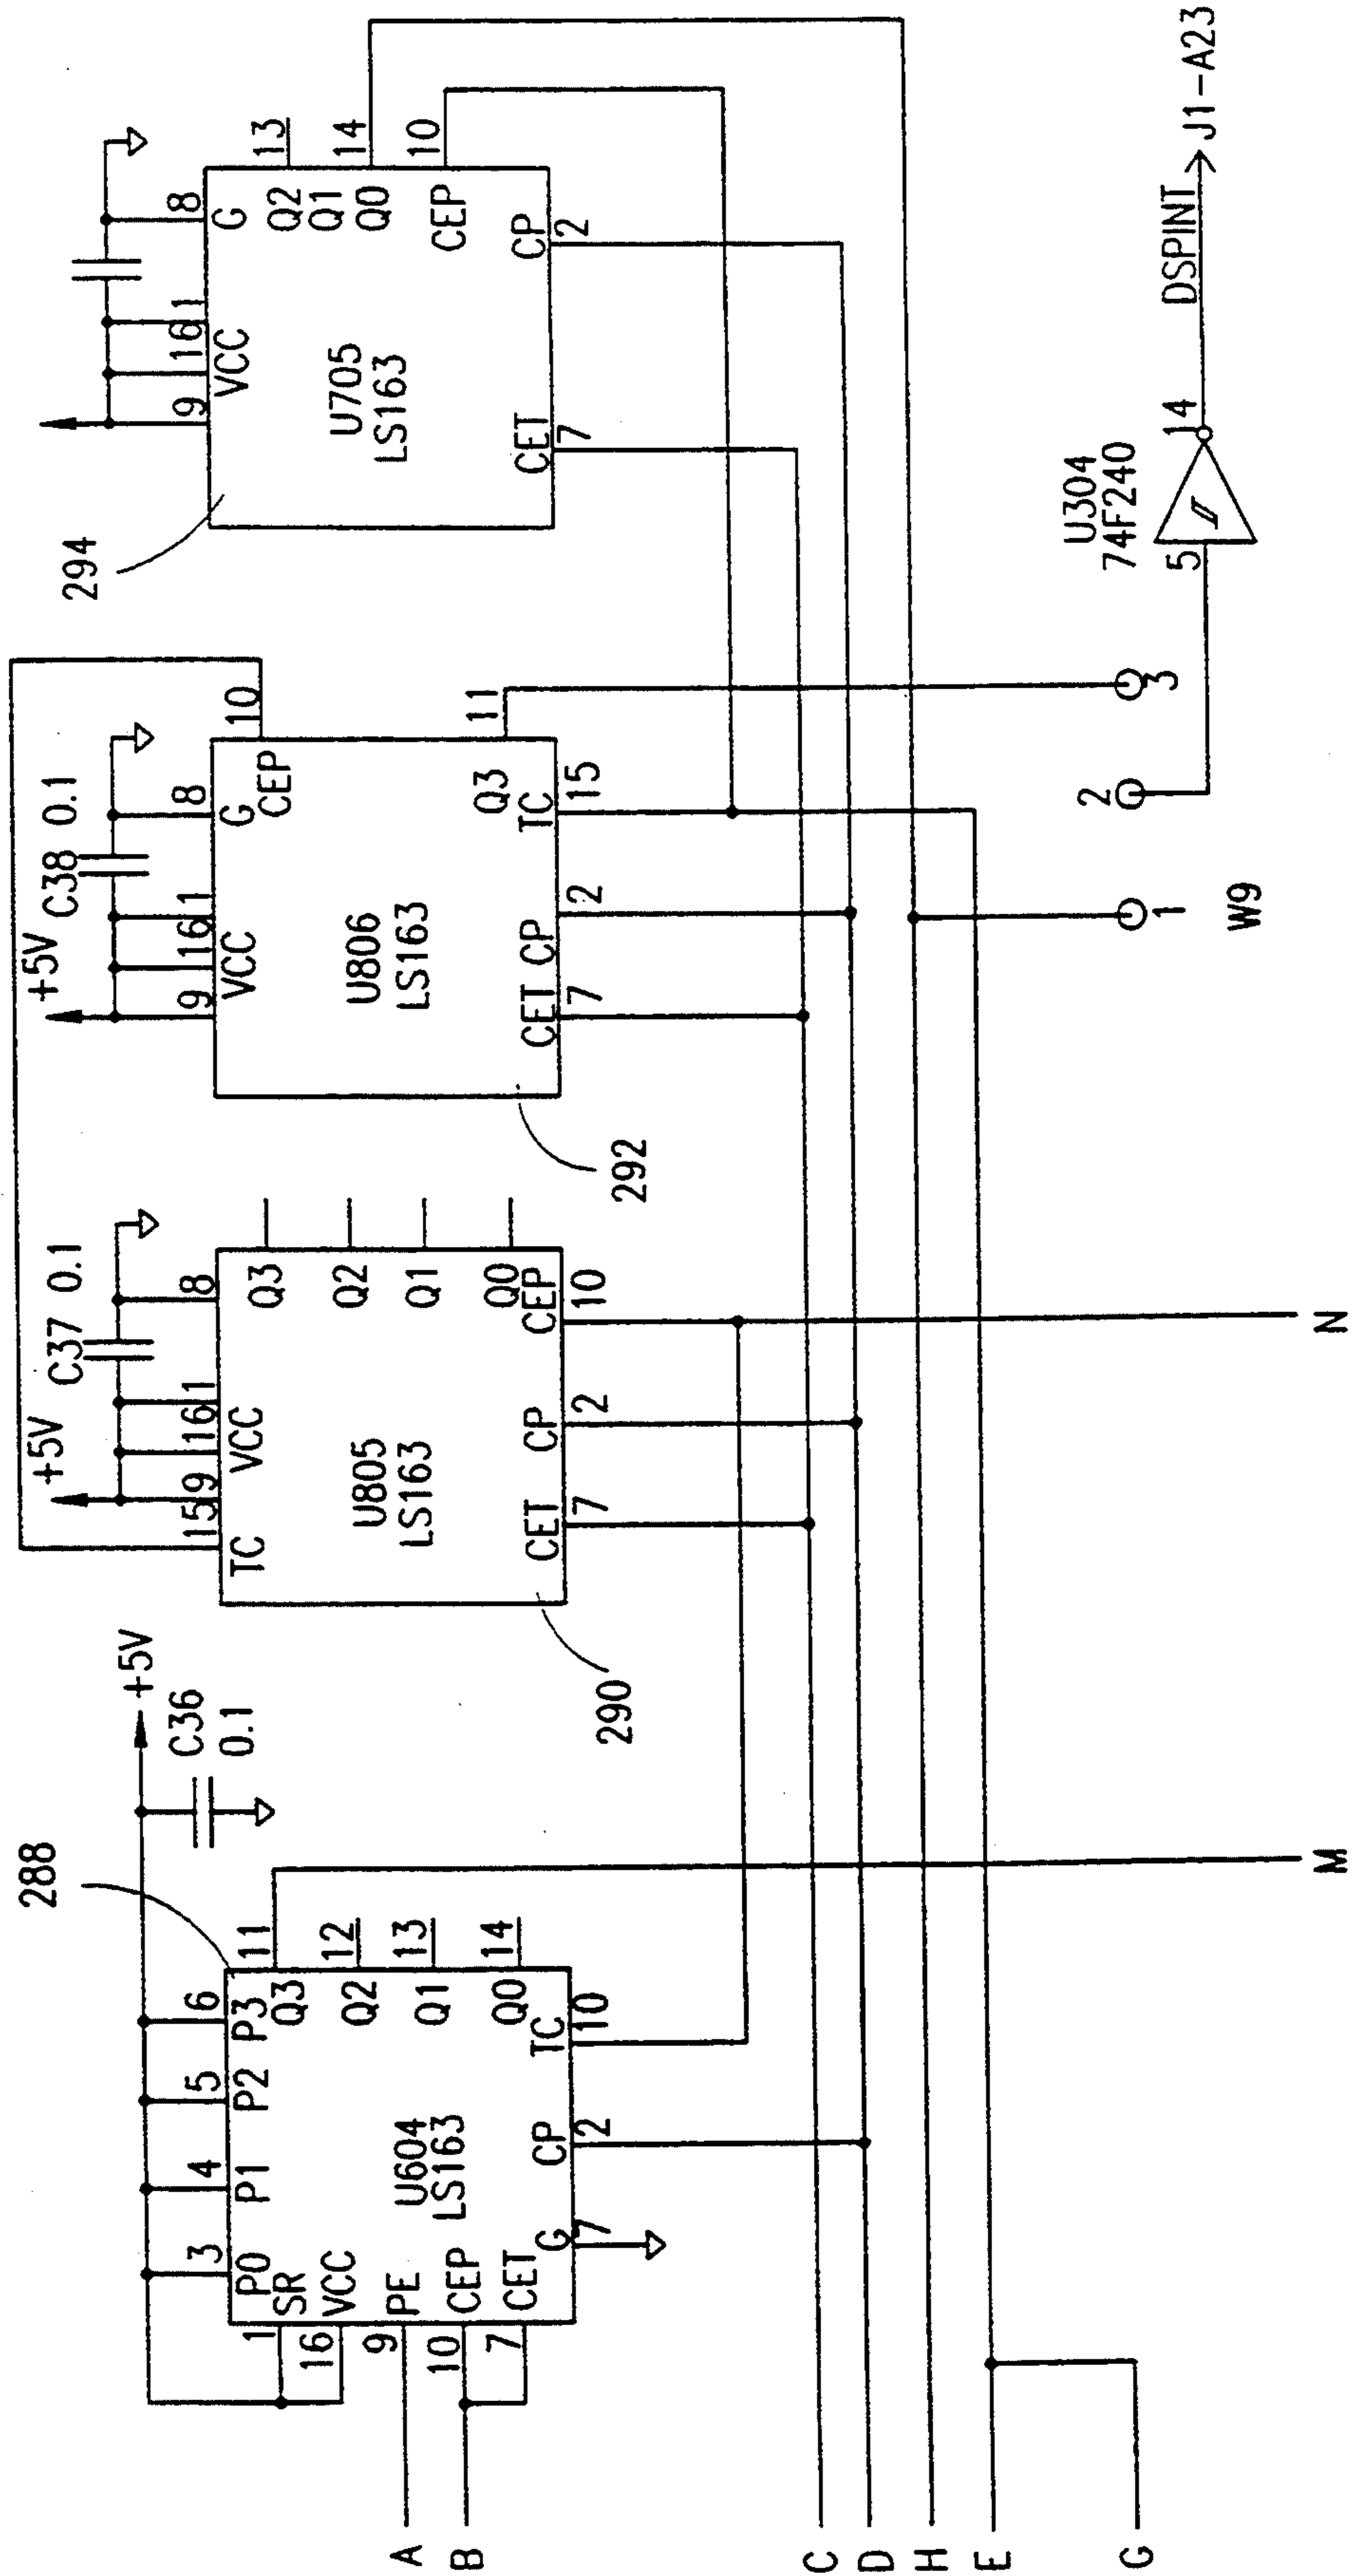 288
+5V
C36
0.1
3
4
5
6
P0
P1
P2
P3
SR
VCC
PE
CEP
CET
1
16
9
10
7
Q3
Q2
Q1
Q0
11
12
13
14
U604
LS163
G
7
CP
2
TC
10
A
B
C
D
H
E
G
M
N
+5V
C37 0.1
15
9
16
1
8
TC
VCC
Q3
Q2
Q1
Q0
U805
LS163
CET
CP
CEP
7
2
10
290
+5V
C38 0.1
9
16
1
8
10
VCC
G
CEP
U806
LS163
Q3
11
CET
CP
TC
7
2
15
292
294
9
16
1
8
VCC
G
Q2
Q1
Q0
CEP
13
14
10
U705
LS163
CET
CP
7
2
1
2
3
W9
U304
74F240
5
14
DSPINT
J1-A23